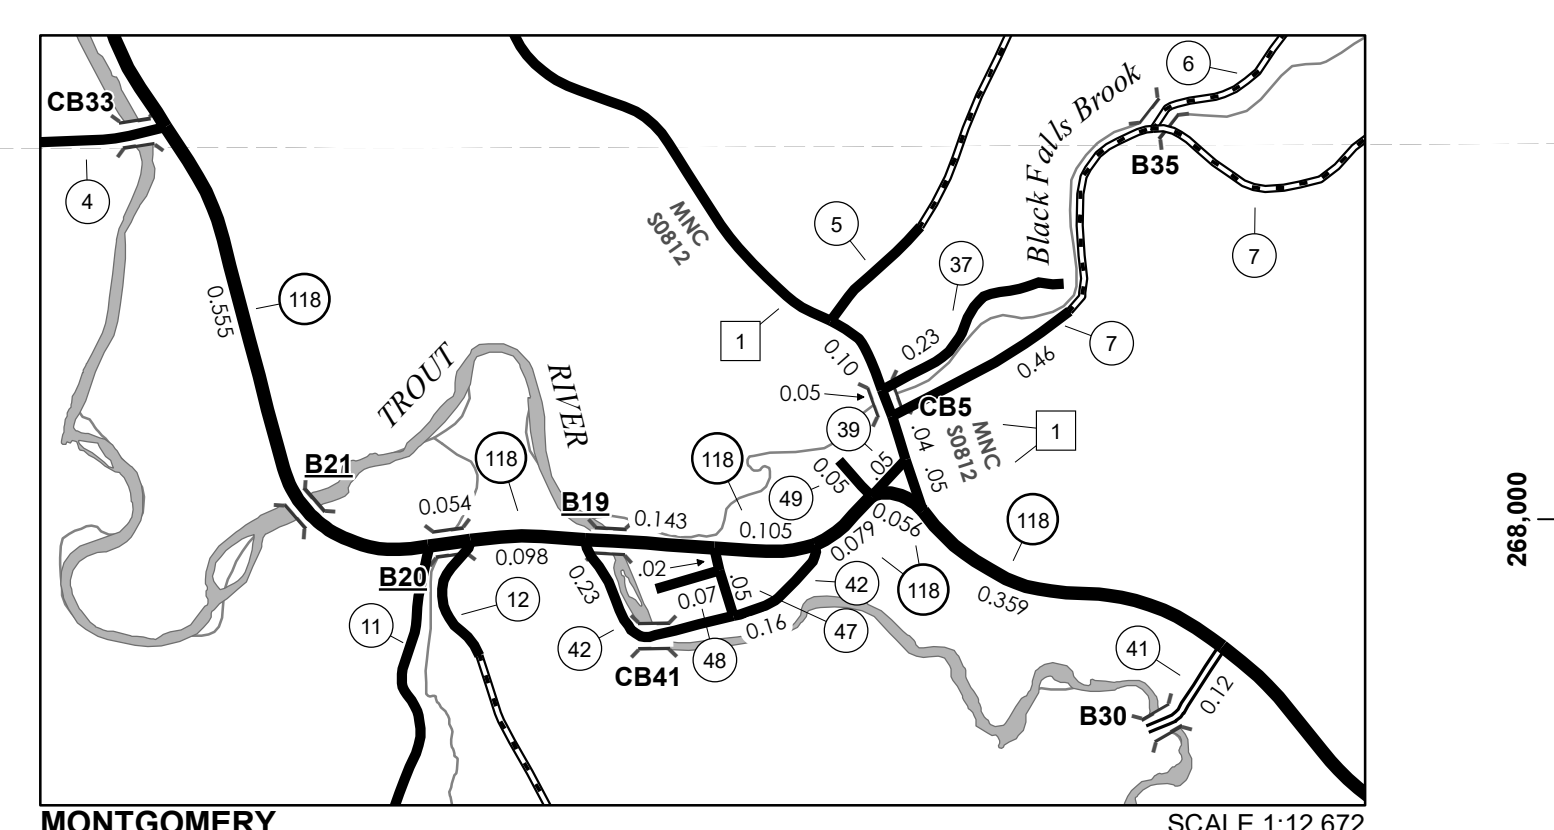 6
Black Falls Brook
CB33
B35
4
MNC
S0812
5
7
37
118
0.555
1
0.10
0.23
7
0.46
TROUT
RIVER
0.05
CB5
39
.04
MNC
S0812
1
118
118
B21
.05
.05
0.05
49
B19
0.054
0.143
0.105
0.056
118
0.079
0.098
B20
.02
0.23
.05
42
118
0.359
12
0.07
11
0.16
47
42
48
41
CB41
0.12
B30
268,000
MONTGOMERY
SCALE 1:12,672